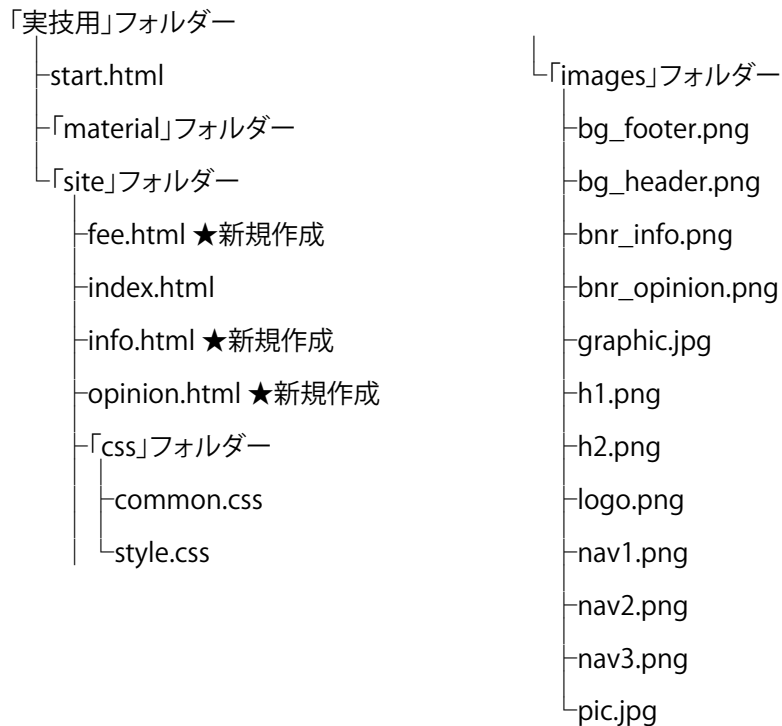 「実技用」フォルダー
start.html
「material」フォルダー
「site」フォルダー
fee.html ★新規作成
index.html
info.html ★新規作成
opinion.html ★新規作成
「css」フォルダー
common.css
style.css
「images」フォルダー
bg_footer.png
bg_header.png
bnr_info.png
bnr_opinion.png
graphic.jpg
h1.png
h2.png
logo.png
nav1.png
nav2.png
nav3.png
pic.jpg